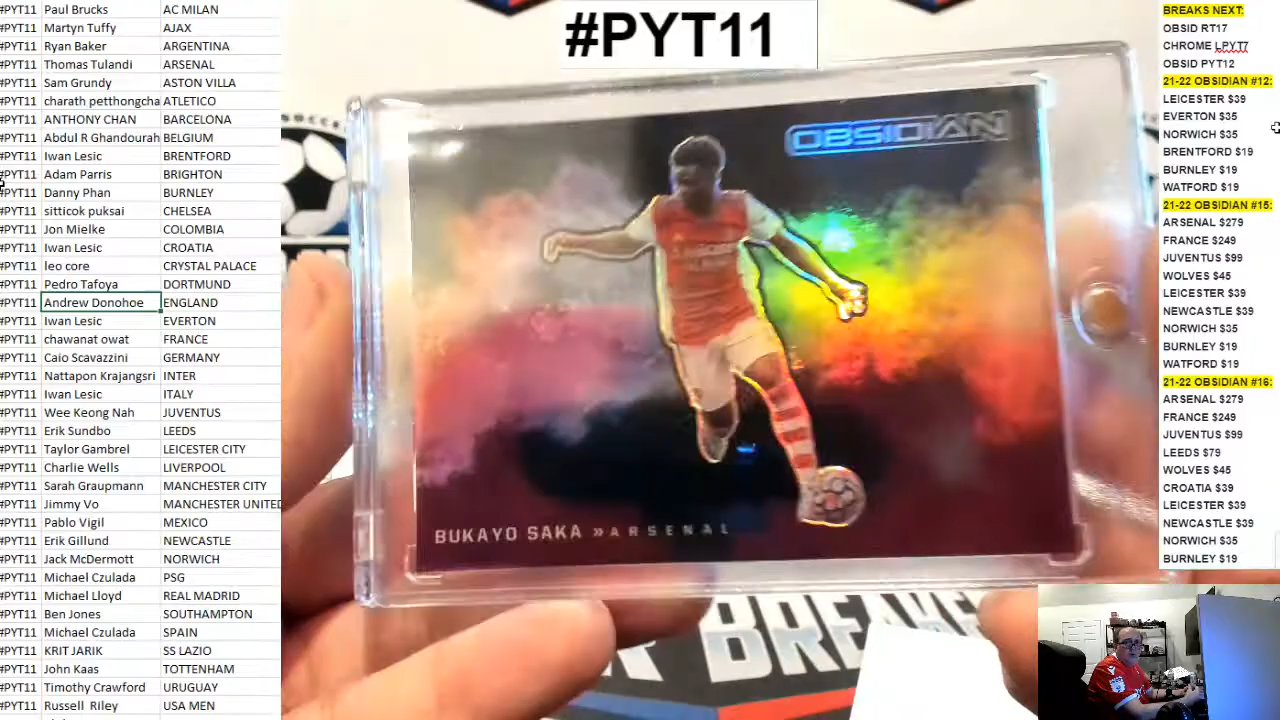 #PYT11 Paul Brucks AC MILAN
#PYT11 Martyn Tuffy AJAX
#PYT11 Ryan Baker ARGENTINA
#PYT11 Thomas Tulandi ARSENAL
#PYT11 Sam Grundy ASTON VILLA
#PYT11 charath petthongcha ATLETICO
#PYT11 ANTHONY CHAN BARCELONA
#PYT11 Abdul R Ghandourah BELGIUM
#PYT11 Iwan Lesic BRENTFORD
#PYT11 Adam Parris BRIGHTON
#PYT11 Danny Phan BURNLEY
#PYT11 sitticok puksai CHELSEA
#PYT11 Jon Mielke COLOMBIA
#PYT11 Iwan Lesic CROATIA
#PYT11 leo core CRYSTAL PALACE
#PYT11 Pedro Tafoya DORTMUND
#PYT11 Andrew Donohoe ENGLAND
#PYT11 Iwan Lesic EVERTON
#PYT11 chawanat owat FRANCE
#PYT11 Caio Scavazzini GERMANY
#PYT11 Nattapon Krajangsri INTER
#PYT11 Iwan Lesic ITALY
#PYT11 Wee Keong Nah JUVENTUS
#PYT11 Erik Sundbo LEEDS
#PYT11 Taylor Gambrel LEICESTER CITY
#PYT11 Charlie Wells LIVERPOOL
#PYT11 Sarah Graupmann MANCHESTER CITY
#PYT11 Jimmy Vo MANCHESTER UNITED
#PYT11 Pablo Vigil MEXICO
#PYT11 Erik Gillund NEWCASTLE
#PYT11 Jack McDermott NORWICH
#PYT11 Michael Czulada PSG
#PYT11 Michael Lloyd REAL MADRID
#PYT11 Ben Jones SOUTHAMPTON
#PYT11 Michael Czulada SPAIN
#PYT11 KRIT JARIK SS LAZIO
#PYT11 John Kaas TOTTENHAM
#PYT11 Timothy Crawford URUGUAY
#PYT11 Russell Riley USA MEN
#PYT11
OBSIDIAN
BUKAYO SAKA » ARSENAL
BREAKE
BREAKS NEXT:
OBSID RT17
CHROME LPYT7
OBSID PYT12
21-22 OBSIDIAN #12:
LEICESTER $39
EVERTON $35
NORWICH $35
BRENTFORD $19
BURNLEY $19
WATFORD $19
21-22 OBSIDIAN #15:
ARSENAL $279
FRANCE $249
JUVENTUS $99
WOLVES $45
LEICESTER $39
NEWCASTLE $39
NORWICH $35
BURNLEY $19
WATFORD $19
21-22 OBSIDIAN #16:
ARSENAL $279
FRANCE $249
JUVENTUS $99
LEEDS $79
WOLVES $45
CROATIA $39
LEICESTER $39
NEWCASTLE $39
NORWICH $35
BURNLEY $19